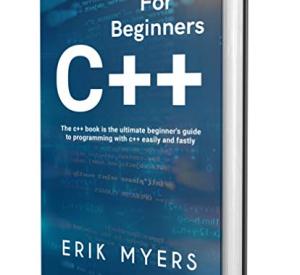 For
Beginners
C++
The c++ book is the ultimate beginner's guide
to programming with c++ easily and fastly
ERIK MYERS